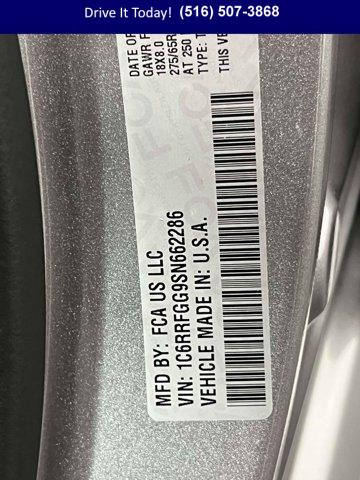 Drive It Today! (516) 507-3868
DATE OF
GAWR F
18X8.0
275/65R
AT 250
TYPE: T
THIS VE
MFD BY: FCA US LLC
VIN: 1C6RRFGG9SN662286
VEHICLE MADE IN: U.S.A.